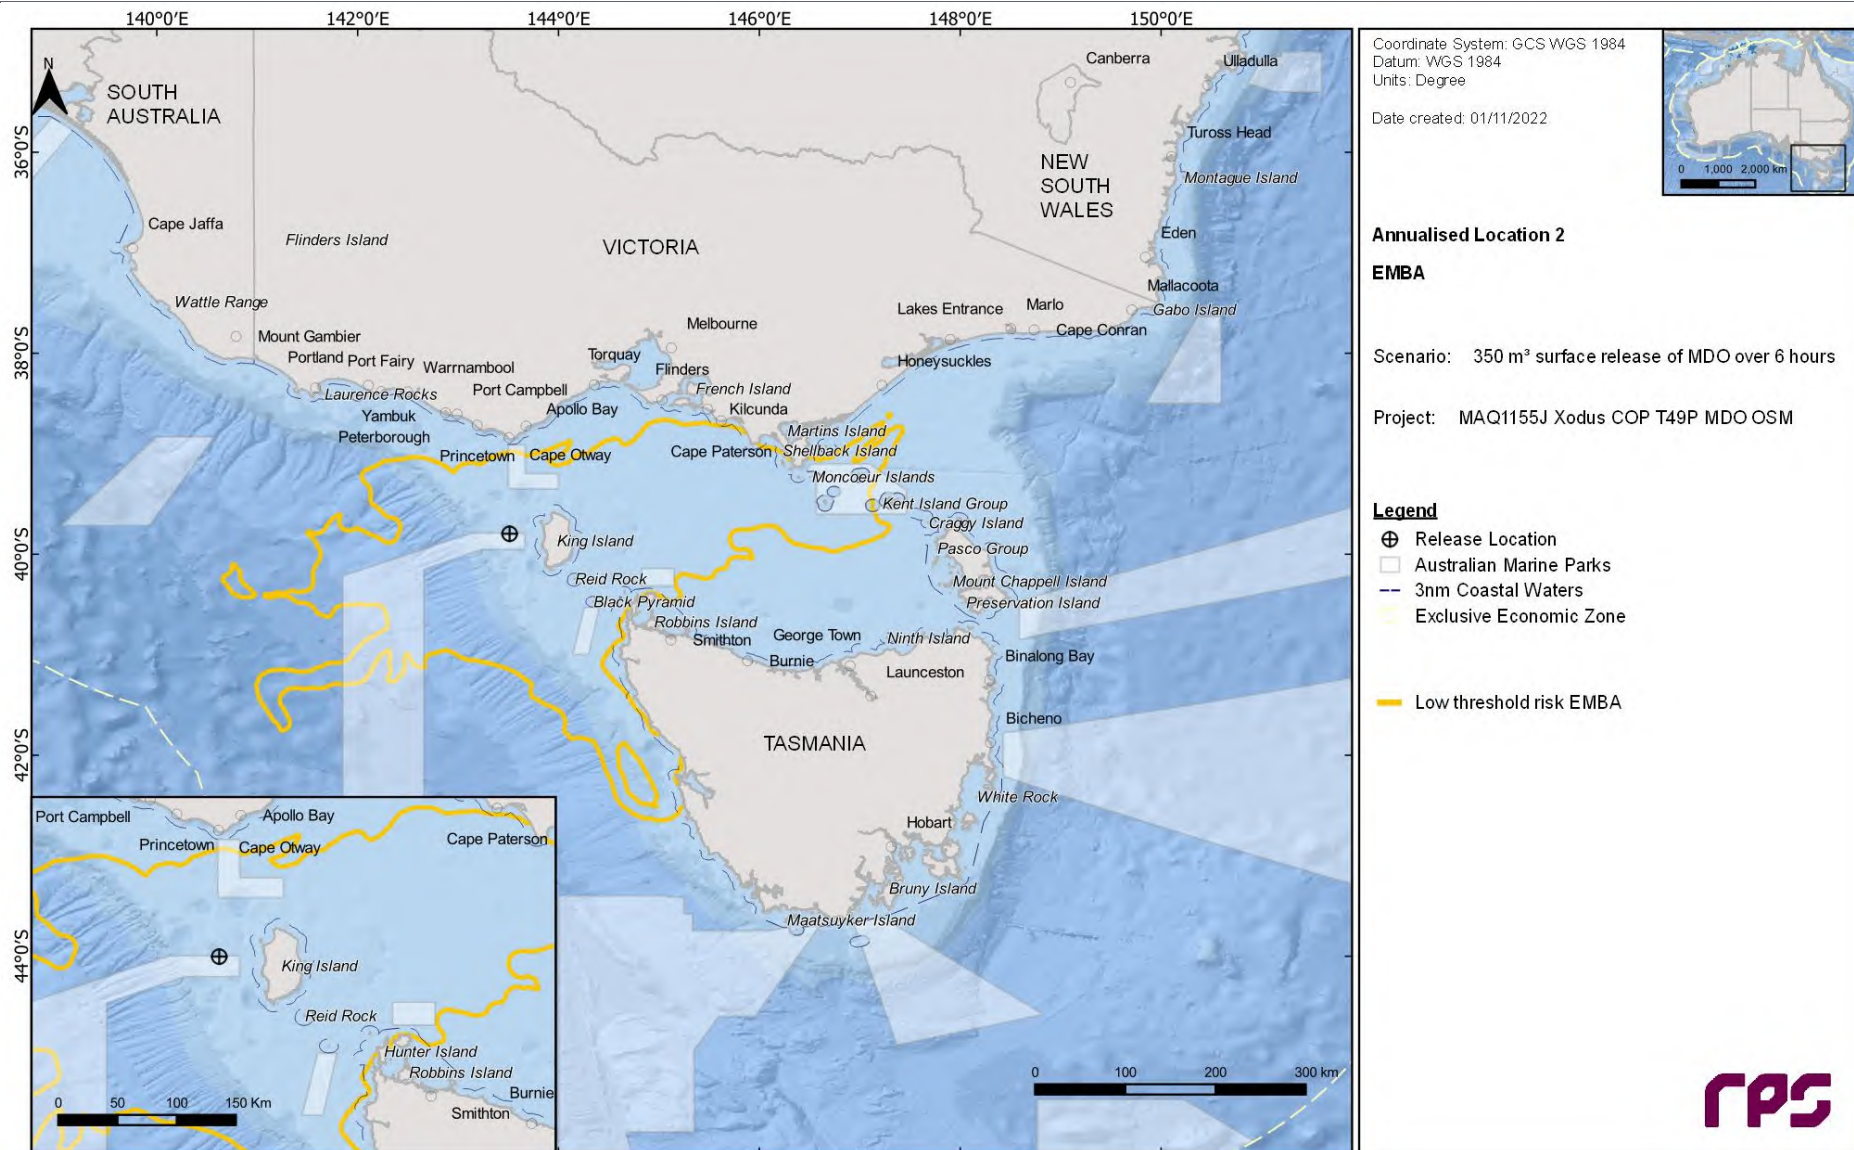 140°0'E 142°0'E 144°0'E 146°0'E 148°0'E 150°0'E
36°0'S
38°0'S
40°0'S
42°0'S
44°0'S
N
SOUTH
AUSTRALIA
Canberra
Ulladulla
Tuross Head
NEW
SOUTH
WALES
Montague Island
Cape Jaffa
Flinders Island
VICTORIA
Eden
Mallacoota
Gabo Island
Wattle Range
Lakes Entrance
Marlo
Cape Conran
Mount Gambier
Melbourne
Portland
Port Fairy
Warrnambool
Torquay
Flinders
Honeysuckles
Laurence Rocks
Port Campbell
French Island
Yambuk
Apollo Bay
Kilcunda
Peterborough
Martins Island
Princetown
Cape Otway
Cape Paterson
Shellback Island
Moncoeur Islands
Kent Island Group
Craggy Island
King Island
Pasco Group
Reid Rock
Mount Chappell Island
Black Pyramid
Preservation Island
Robbins Island
Smithton
George Town
Ninth Island
Burnie
Binalong Bay
Launceston
Bicheno
TASMANIA
White Rock
Hobart
Bruny Island
Maatsuyker Island
0 100 200 300 km
Port Campbell
Apollo Bay
Princetown
Cape Otway
Cape Paterson
King Island
Reid Rock
Hunter Island
Robbins Island
Burnie
Smithton
0 50 100 150 Km
Coordinate System: GCS WGS 1984
Datum: WGS 1984
Units: Degree
Date created: 01/11/2022
0 1,000 2,000 km
Annualised Location 2
EMBA
Scenario: 350 m³ surface release of MDO over 6 hours
Project: MAQ1155J Xodus COP T49P MDO OSM
Legend
Release Location
Australian Marine Parks
3nm Coastal Waters
Exclusive Economic Zone
Low threshold risk EMBA
rps